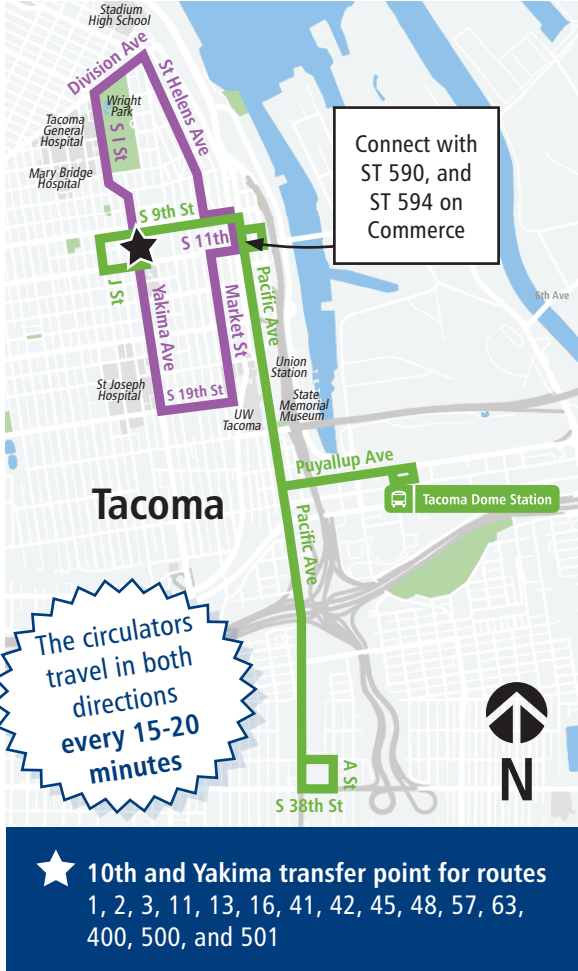 Stadium
High School
Division Ave
St Helens Ave
Wright
Park
Tacoma
General
Hospital
S I St
Mary Bridge
Hospital
Connect with
ST 590, and
ST 594 on
Commerce
S 9th St
S 11th
J St
Yakima Ave
Market St
Pacific Ave
6th Ave
St Joseph
Hospital
S 19th St
Union
Station
State
Memorial
Museum
UW
Tacoma
Puyallup Ave
Tacoma Dome Station
Tacoma
Pacific Ave
The circulators
travel in both
directions
every 15-20
minutes
A St
S 38th St
N
10th and Yakima transfer point for routes
1, 2, 3, 11, 13, 16, 41, 42, 45, 48, 57, 63,
400, 500, and 501